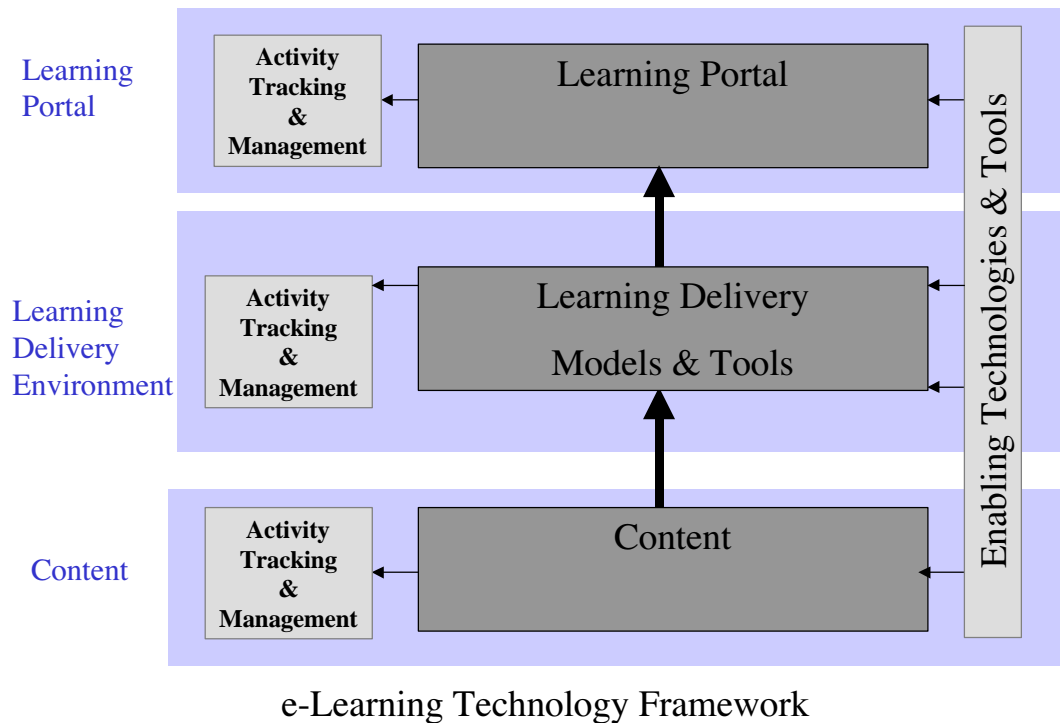 Learning
Portal
Activity
Tracking
&
Management
Learning Portal
Enabling Technologies & Tools
Learning
Delivery
Environment
Activity
Tracking
&
Management
Learning Delivery
Models & Tools
Content
Activity
Tracking
&
Management
Content
e-Learning Technology Framework